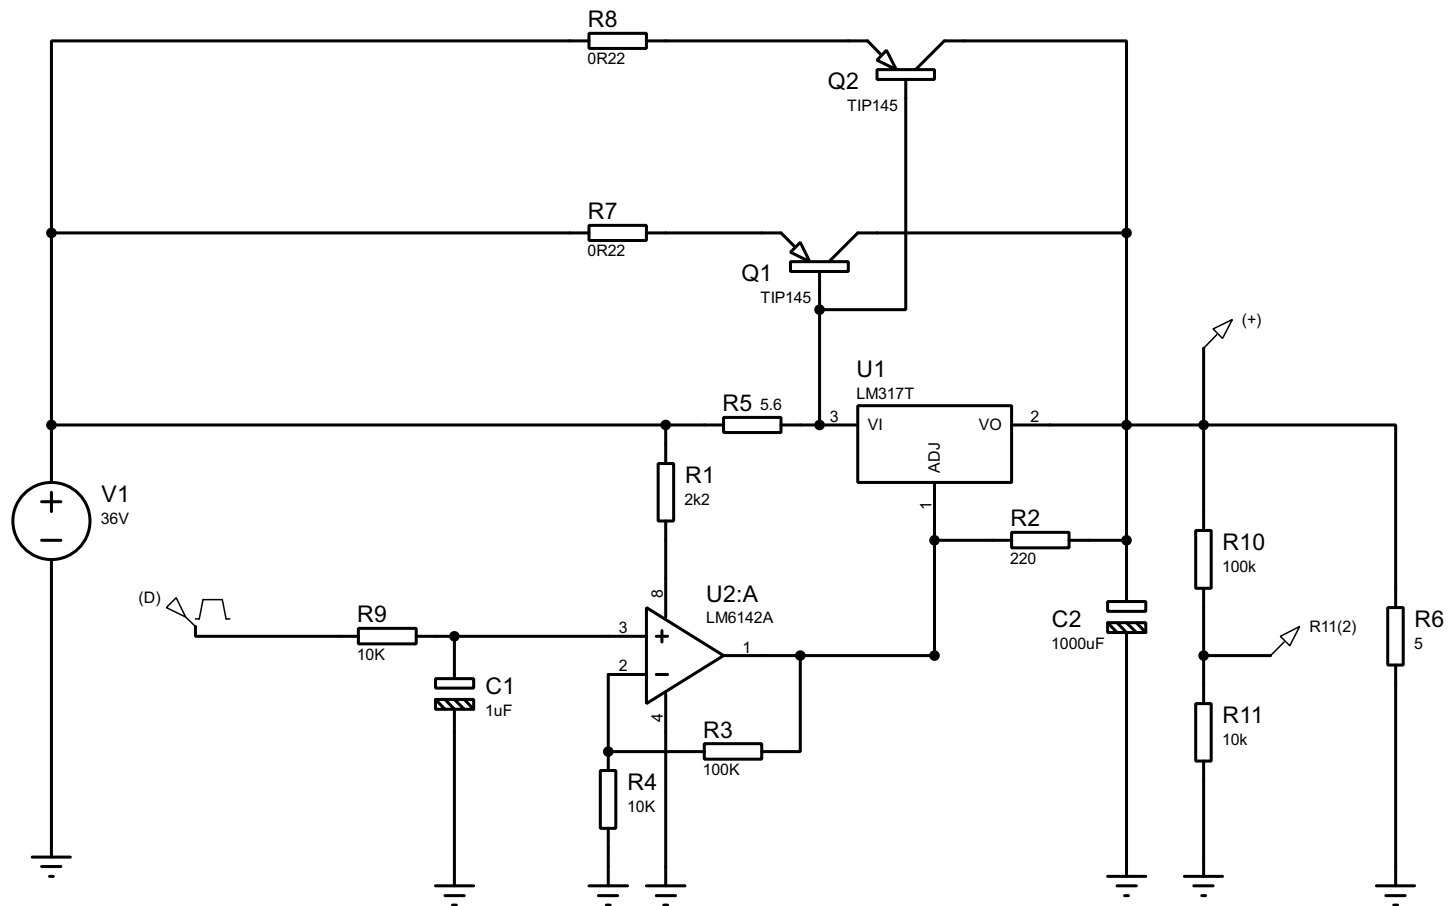 R8
0R22
Q2
TIP145
R7
0R22
Q1
TIP145
(+)
U1
LM317T
R5 5.6
3
VI
VO
2
ADJ
1
R1
2k2
V1
36V
R2
220
R10
100k
(D)
R9
10K
8
U2:A
LM6142A
3
2
1
4
C2
1000uF
R11(2)
R6
5
C1
1uF
R3
100K
R4
10K
R11
10k